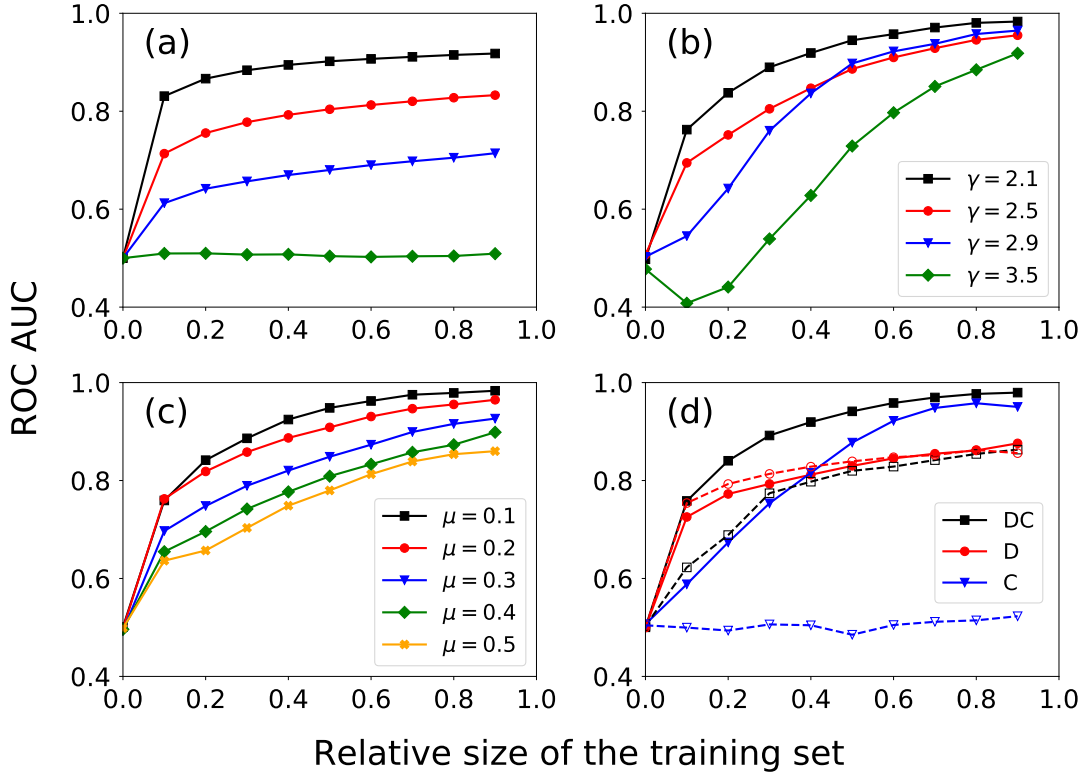 ROC AUC
(a)
1.0
0.8
0.6
0.4
0.0 0.2 0.4 0.6 0.8 1.0
(b)
1.0
0.8
0.6
0.4
0.0 0.2 0.4 0.6 0.8 1.0
γ = 2.1
γ = 2.5
γ = 2.9
γ = 3.5
(c)
1.0
0.8
0.6
0.4
0.0 0.2 0.4 0.6 0.8 1.0
μ = 0.1
μ = 0.2
μ = 0.3
μ = 0.4
μ = 0.5
(d)
1.0
0.8
0.6
0.4
0.0 0.2 0.4 0.6 0.8 1.0
DC
D
C
Relative size of the training set